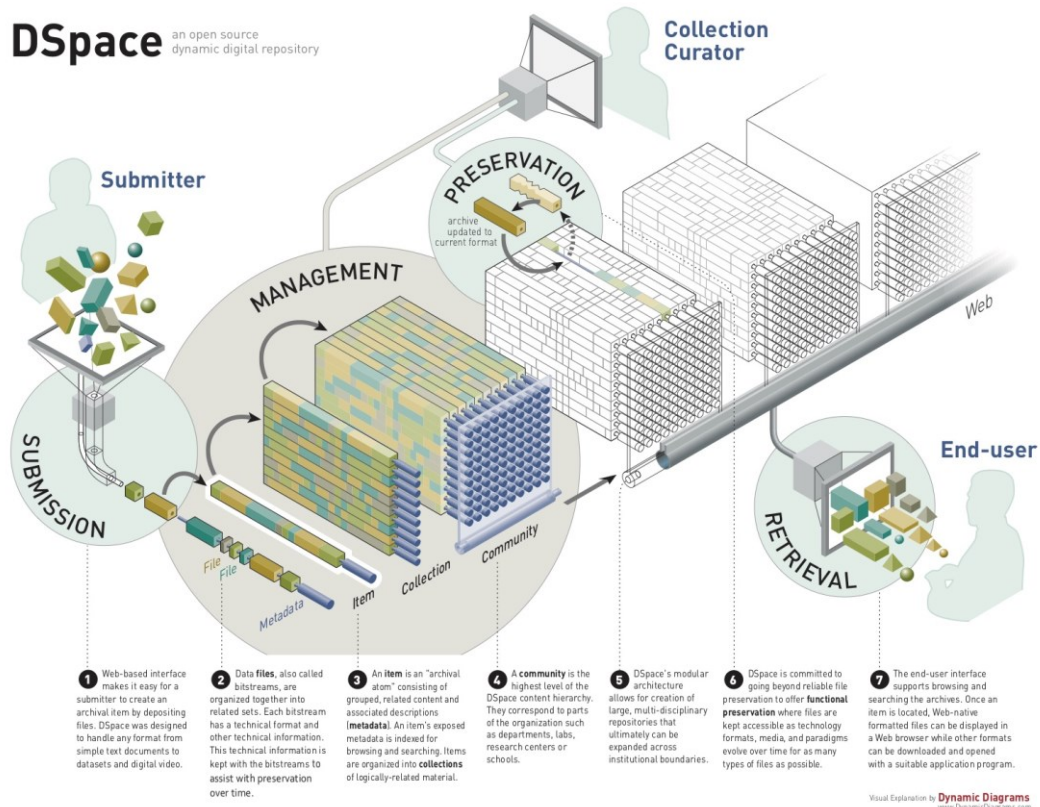 DSpace
an open source
dynamic digital repository
Collection
Curator
Submitter
PRESERVATION
archive
updated to
current format
MANAGEMENT
Web
SUBMISSION
End-user
RETRIEVAL
File
File
Metadata
Item
Collection
Community
1 Web-based interface
makes it easy for a
submitter to create an
archival item by depositing
files. DSpace was designed
to handle any format from
simple text documents to
datasets and digital video.
2 Data files, also called
bitstreams, are
organized together into
related sets. Each bitstream
has a technical format and
other technical information.
This technical information is
kept with the bitstreams to
assist with preservation
over time.
3 An item is an "archival
atom" consisting of
grouped, related content and
associated descriptions
(metadata). An item's exposed
metadata is indexed for
browsing and searching. Items
are organized into collections
of logically-related material.
4 A community is the
highest level of the
DSpace content hierarchy.
They correspond to parts
of the organization such
as departments, labs,
research centers or
schools.
5 DSpace's modular
architecture
allows for creation of
large, multi-disciplinary
repositories that
ultimately can be
expanded across
institutional boundaries.
6 DSpace is committed to
going beyond reliable file
preservation to offer functional
preservation where files are
kept accessible as technology
formats, media, and paradigms
evolve over time for as many
types of files as possible.
7 The end-user interface
supports browsing and
searching the archives. Once an
item is located, Web-native
formatted files can be displayed
in a Web browser while other formats
can be downloaded and opened
with a suitable application program.
Visual Explanation by Dynamic Diagrams
www.DynamicDiagrams.com